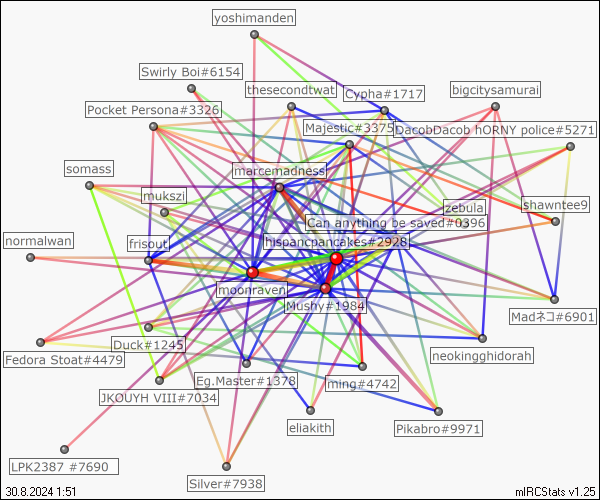 yoshimanden
Swirly Boi#6154
thesecondtwat
Cypha#1717
bigcitysamurai
Pocket Persona#3326
Majestic#3375
DacobDacob hORNY police#5271
somass
marcemadness
mukszi
zebula
shawntee9
Can anything be saved#0396
normalwan
frisout
hispancpancakes#2928
moonraven
Mushy#1984
Madネコ#6901
Duck#1245
Fedora Stoat#4479
neokingghidorah
Eg.Master#1378
ming#4742
JKOUYH VIII#7034
eliakith
Pikabro#9971
LPK2387 #7690
Silver#7938
30.8.2024 1:51
mIRCStats v1.25